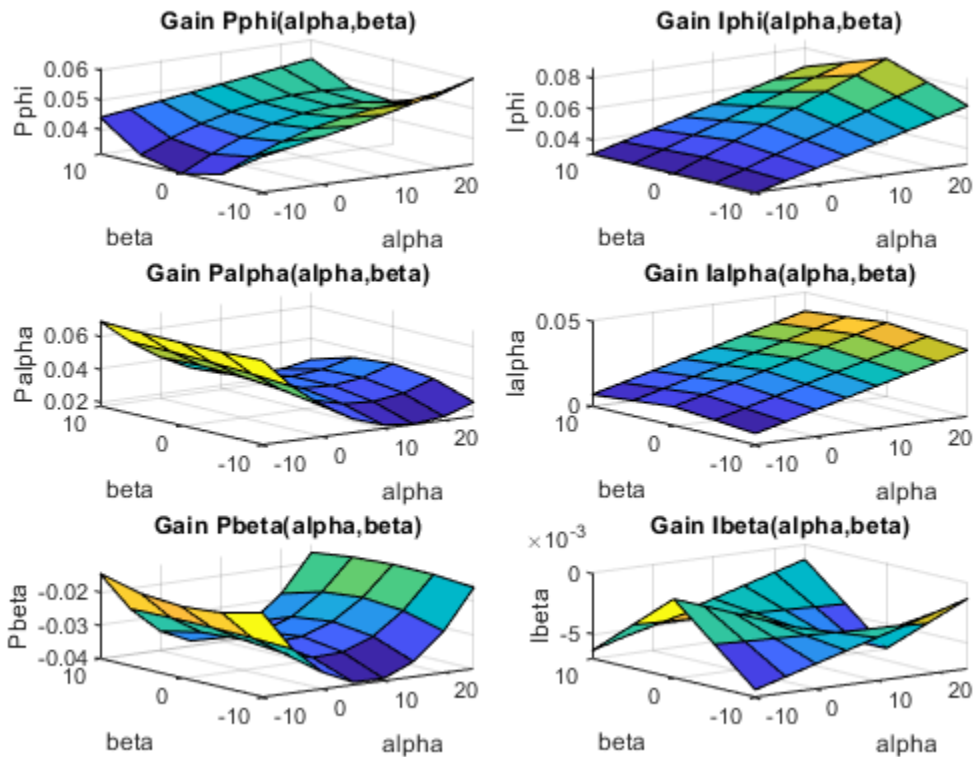 Gain Pphi(alpha,beta)
0.06
0.05
0.04
Pphi
10
0
-10
beta
-10
0
10
20
alpha
Gain Iphi(alpha,beta)
0.08
0.06
0.04
Iphi
10
0
-10
beta
-10
0
10
20
alpha
Gain Palpha(alpha,beta)
0.06
0.04
0.02
Palpha
10
0
-10
beta
-10
0
10
20
alpha
Gain Ialpha(alpha,beta)
0.05
0
Ialpha
10
0
-10
beta
-10
0
10
20
alpha
Gain Pbeta(alpha,beta)
-0.02
-0.03
-0.04
Pbeta
10
0
-10
beta
-10
0
10
20
alpha
Gain Ibeta(alpha,beta)
×10⁻³
0
-5
Ibeta
10
0
-10
beta
-10
0
10
20
alpha